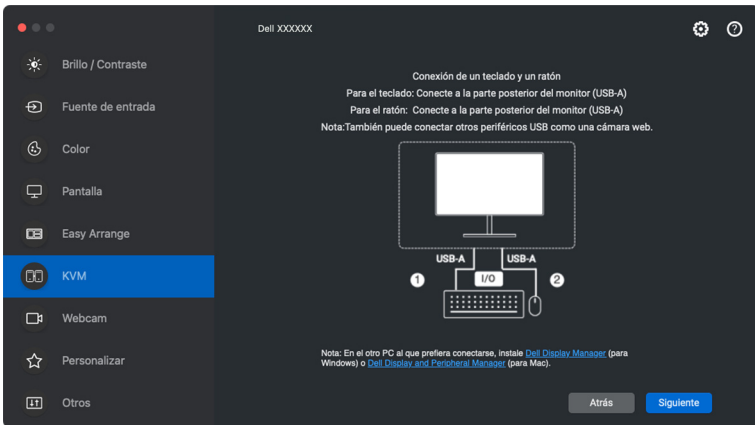 Dell XXXXXX
Brillo / Contraste
Fuente de entrada
Color
Pantalla
Easy Arrange
KVM
Webcam
Personalizar
Otros
Conexión de un teclado y un ratón
Para el teclado: Conecte a la parte posterior del monitor (USB-A)
Para el ratón: Conecte a la parte posterior del monitor (USB-A)
Nota:También puede conectar otros periféricos USB como una cámara web.
USB-A USB-A
1 I/O 2
Nota: En el otro PC al que prefiera conectarse, instale Dell Display Manager (para
Windows) o Dell Display and Peripheral Manager (para Mac).
Atrás Siguiente